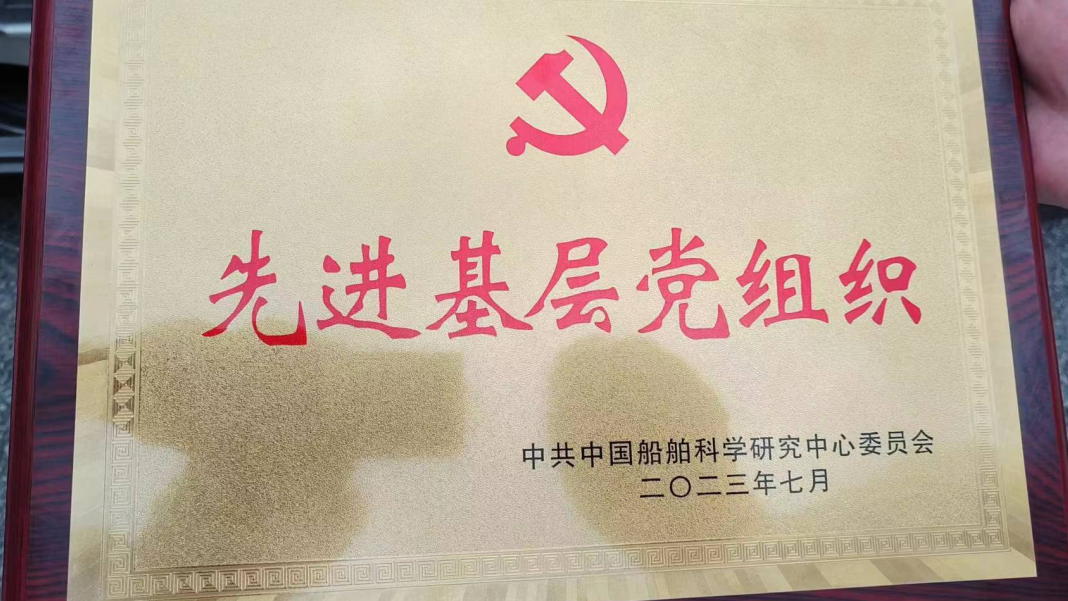 先进基层党组织
中共中国船舶科学研究中心委员会
二〇二三年七月